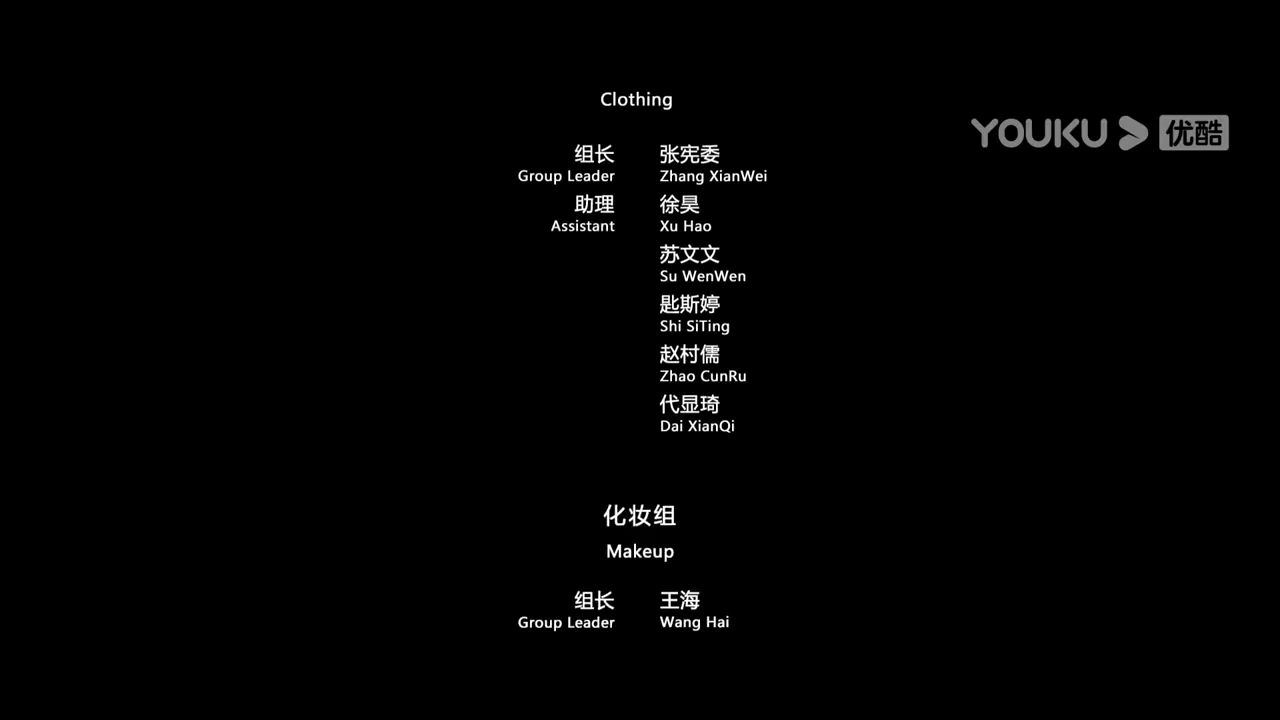 Clothing
YOUKU 优酷
组长 张宪委
Group Leader Zhang XianWei
助理 徐昊
Assistant Xu Hao
苏文文
Su WenWen
匙斯婷
Shi SiTing
赵村儒
Zhao CunRu
代显琦
Dai XianQi
化妆组
Makeup
组长 王海
Group Leader Wang Hai